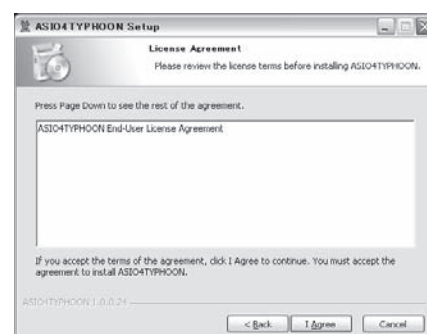 ASIO4TYPHOON Setup
License Agreement
Please review the license terms before installing ASIO4TYPHOON.
Press Page Down to see the rest of the agreement.
ASIO4TYPHOON End-User License Agreement
If you accept the terms of the agreement, click I Agree to continue. You must accept the
agreement to install ASIO4TYPHOON.
ASIO4TYPHOON 1.0.0.24
< Back
I Agree
Cancel